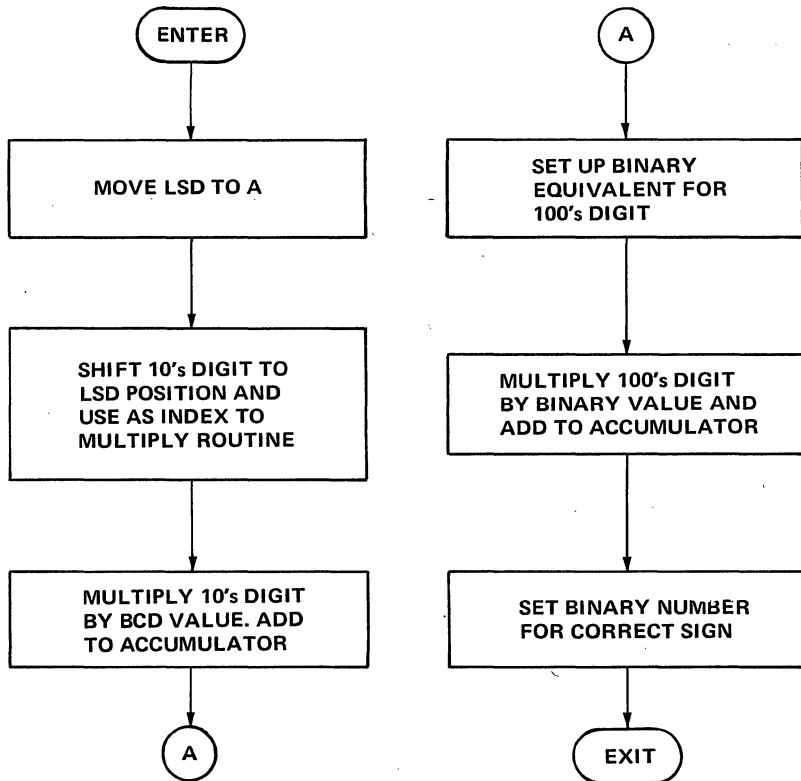 ENTER
MOVE LSD TO A
SHIFT 10's DIGIT TO
LSD POSITION AND
USE AS INDEX TO
MULTIPLY ROUTINE
MULTIPLY 10's DIGIT
BY BCD VALUE. ADD
TO ACCUMULATOR
A
A
SET UP BINARY
EQUIVALENT FOR
100's DIGIT
MULTIPLY 100's DIGIT
BY BINARY VALUE AND
ADD TO ACCUMULATOR
SET BINARY NUMBER
FOR CORRECT SIGN
EXIT